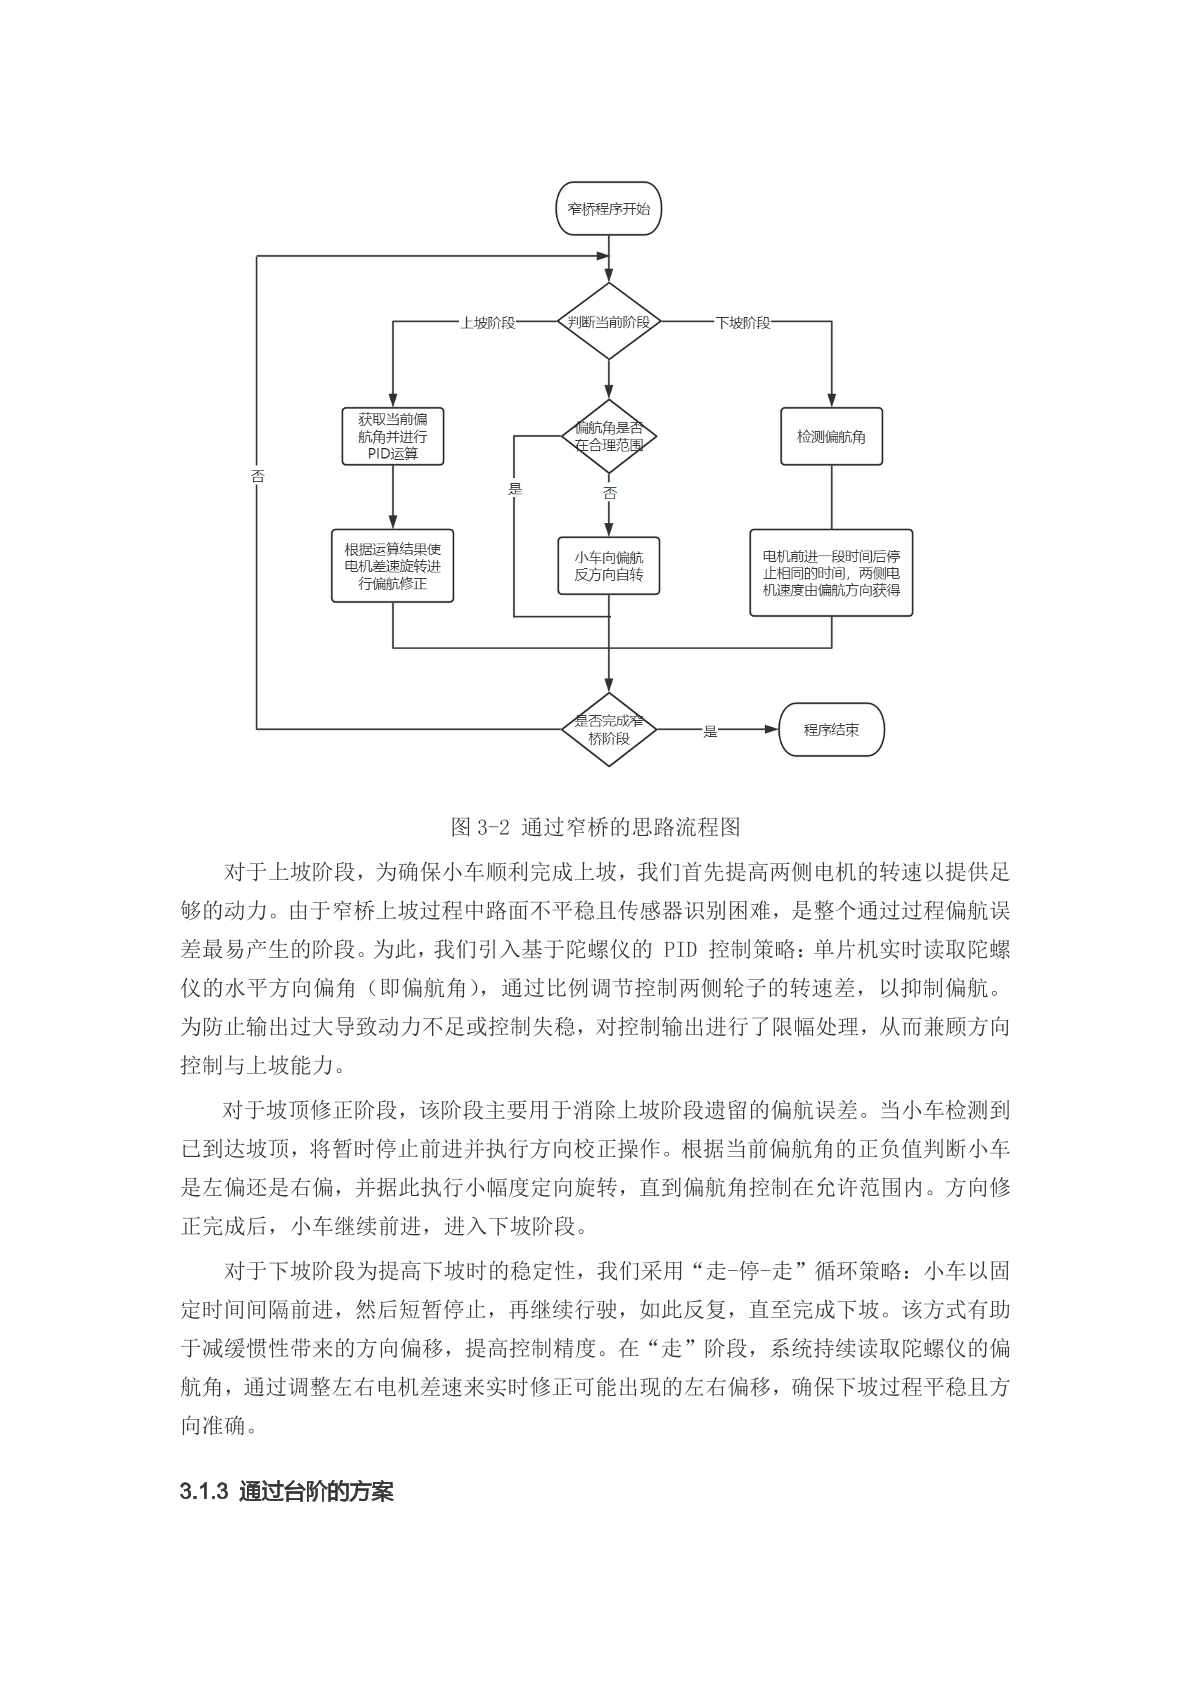 窄桥程序开始
判断当前阶段
上坡阶段
下坡阶段
获取当前偏
航角并进行
PID运算
偏航角是否
在合理范围
检测偏航角
否
是
否
根据运算结果使
电机差速旋转进
行偏航修正
小车向偏航
反方向自转
电机前进一段时间后停
止相同的时间，两侧电
机速度由偏航方向获得
是否完成窄
桥阶段
是
程序结束
图 3-2 通过窄桥的思路流程图
对于上坡阶段，为确保小车顺利完成上坡，我们首先提高两侧电机的转速以提供足
够的动力。由于窄桥上坡过程中路面不平稳且传感器识别困难，是整个通过过程偏航误
差最易产生的阶段。为此，我们引入基于陀螺仪的 PID 控制策略：单片机实时读取陀螺
仪的水平方向偏角（即偏航角），通过比例调节控制两侧轮子的转速差，以抑制偏航。
为防止输出过大导致动力不足或控制失稳，对控制输出进行了限幅处理，从而兼顾方向
控制与上坡能力。
对于坡顶修正阶段，该阶段主要用于消除上坡阶段遗留的偏航误差。当小车检测到
已到达坡顶，将暂时停止前进并执行方向校正操作。根据当前偏航角的正负值判断小车
是左偏还是右偏，并据此执行小幅度定向旋转，直到偏航角控制在允许范围内。方向修
正完成后，小车继续前进，进入下坡阶段。
对于下坡阶段为提高下坡时的稳定性，我们采用“走-停-走”循环策略：小车以固
定时间间隔前进，然后短暂停止，再继续行驶，如此反复，直至完成下坡。该方式有助
于减缓惯性带来的方向偏移，提高控制精度。在“走”阶段，系统持续读取陀螺仪的偏
航角，通过调整左右电机差速来实时修正可能出现的左右偏移，确保下坡过程平稳且方
向准确。
3.1.3 通过台阶的方案